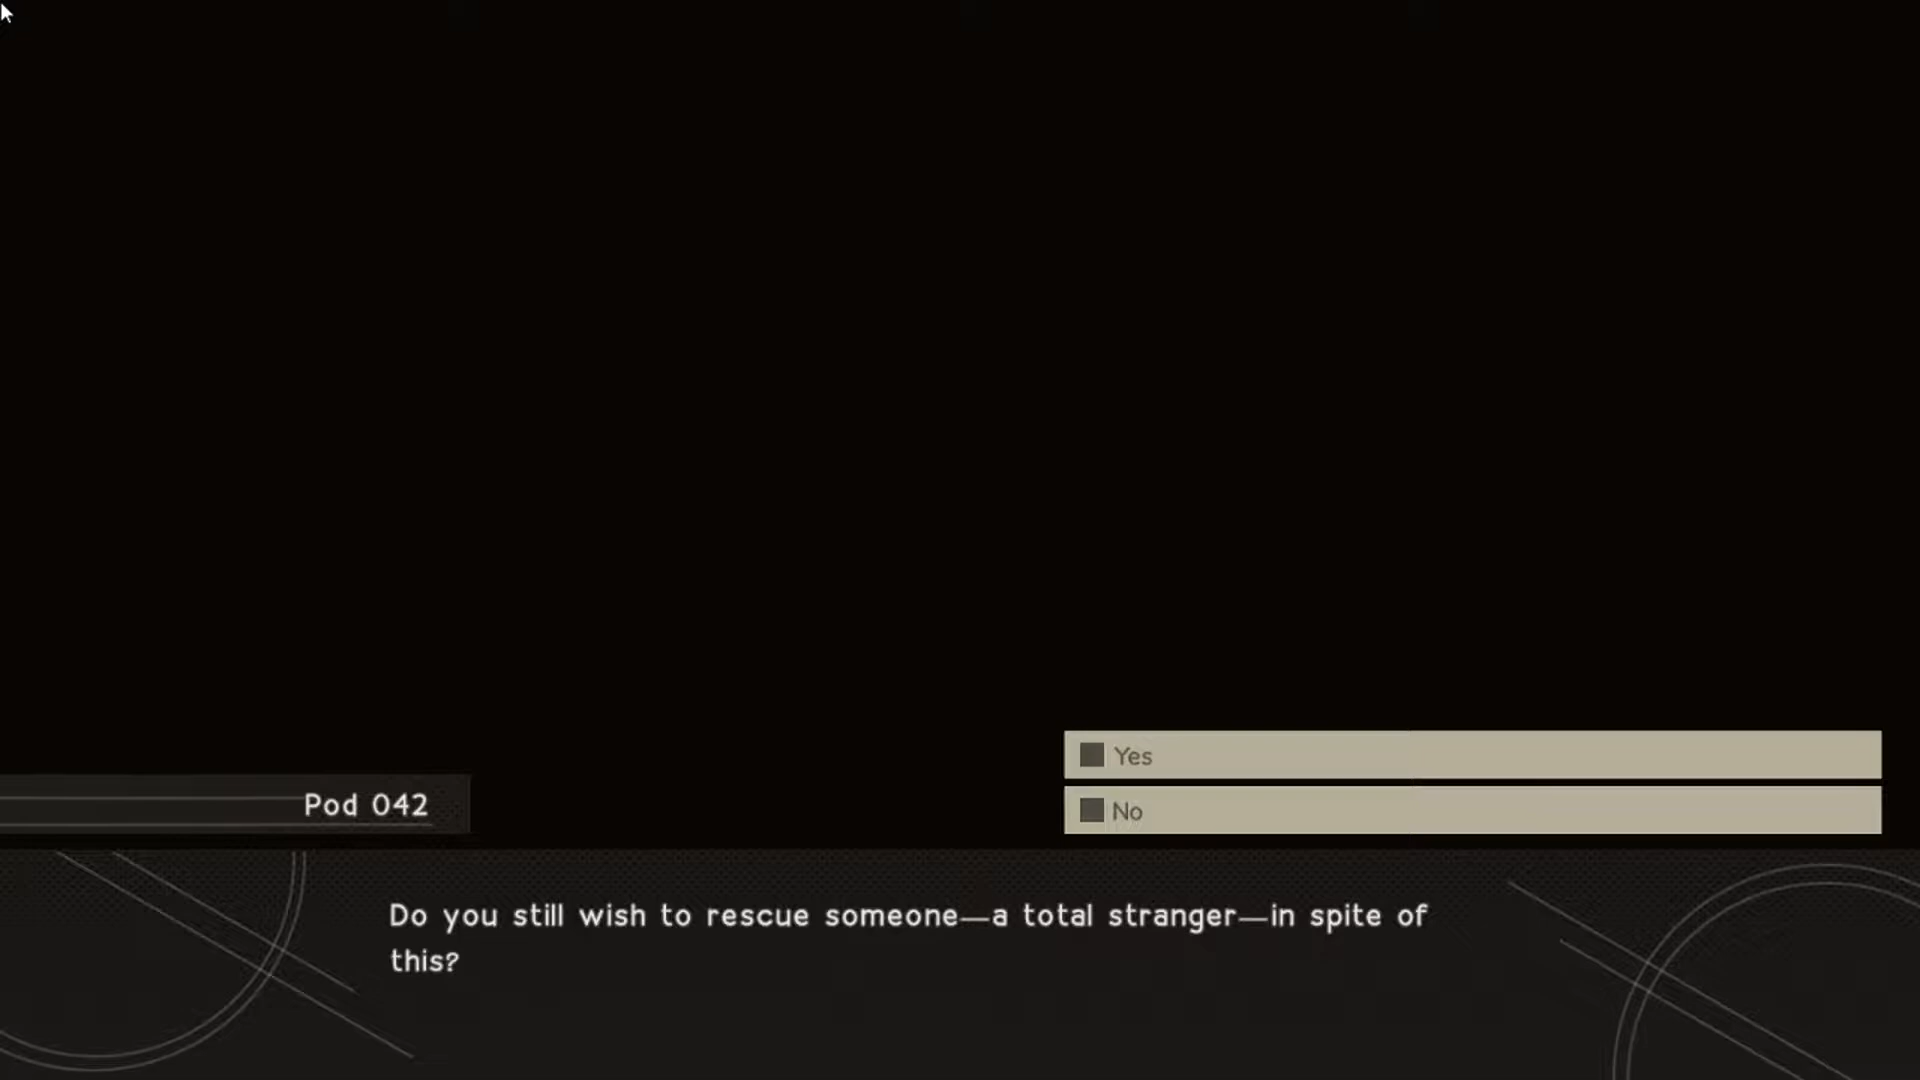 Yes
No
Pod 042
Do you still wish to rescue someone—a total stranger—in spite of
this?